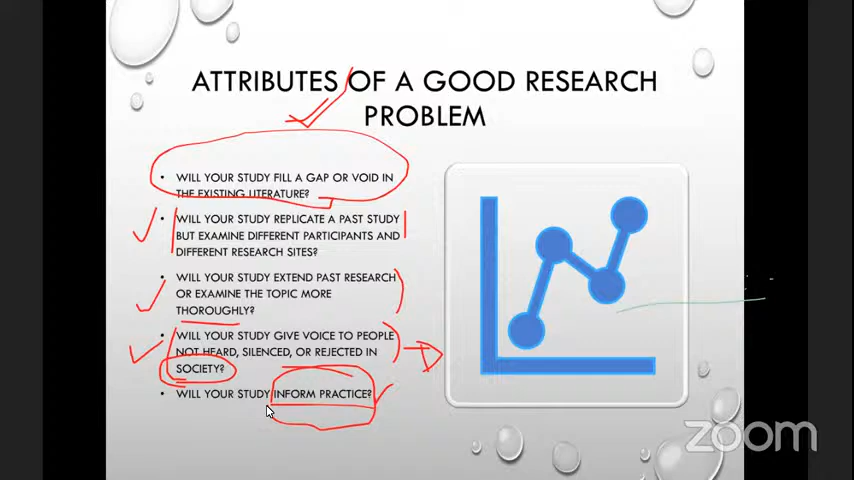 ATTRIBUTES OF A GOOD RESEARCH
PROBLEM
• WILL YOUR STUDY FILL A GAP OR VOID IN
THE EXISTING LITERATURE?
• WILL YOUR STUDY REPLICATE A PAST STUDY
BUT EXAMINE DIFFERENT PARTICIPANTS AND
DIFFERENT RESEARCH SITES?
• WILL YOUR STUDY EXTEND PAST RESEARCH
OR EXAMINE THE TOPIC MORE
THOROUGHLY?
• WILL YOUR STUDY GIVE VOICE TO PEOPLE
NOT HEARD, SILENCED, OR REJECTED IN
SOCIETY?
• WILL YOUR STUDY INFORM PRACTICE?
zoom